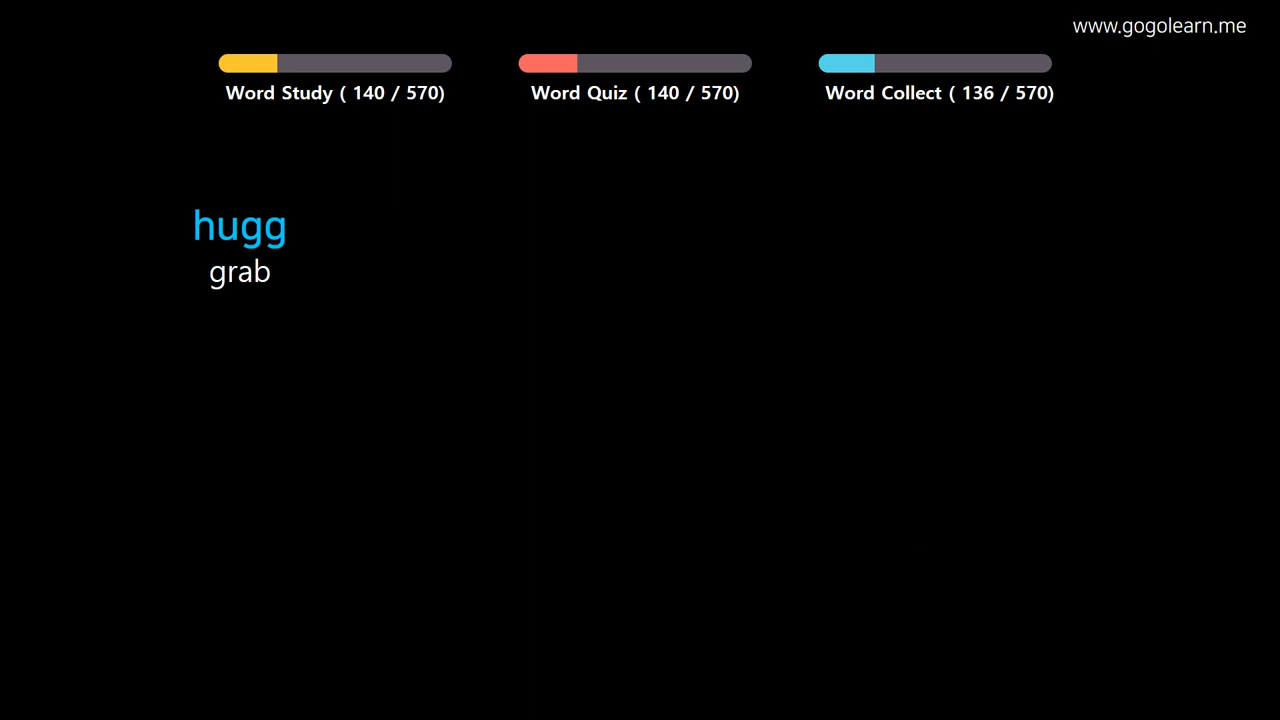 www.gogolearn.me
Word Study ( 140 / 570)
Word Quiz ( 140 / 570)
Word Collect ( 136 / 570)
hugg
grab